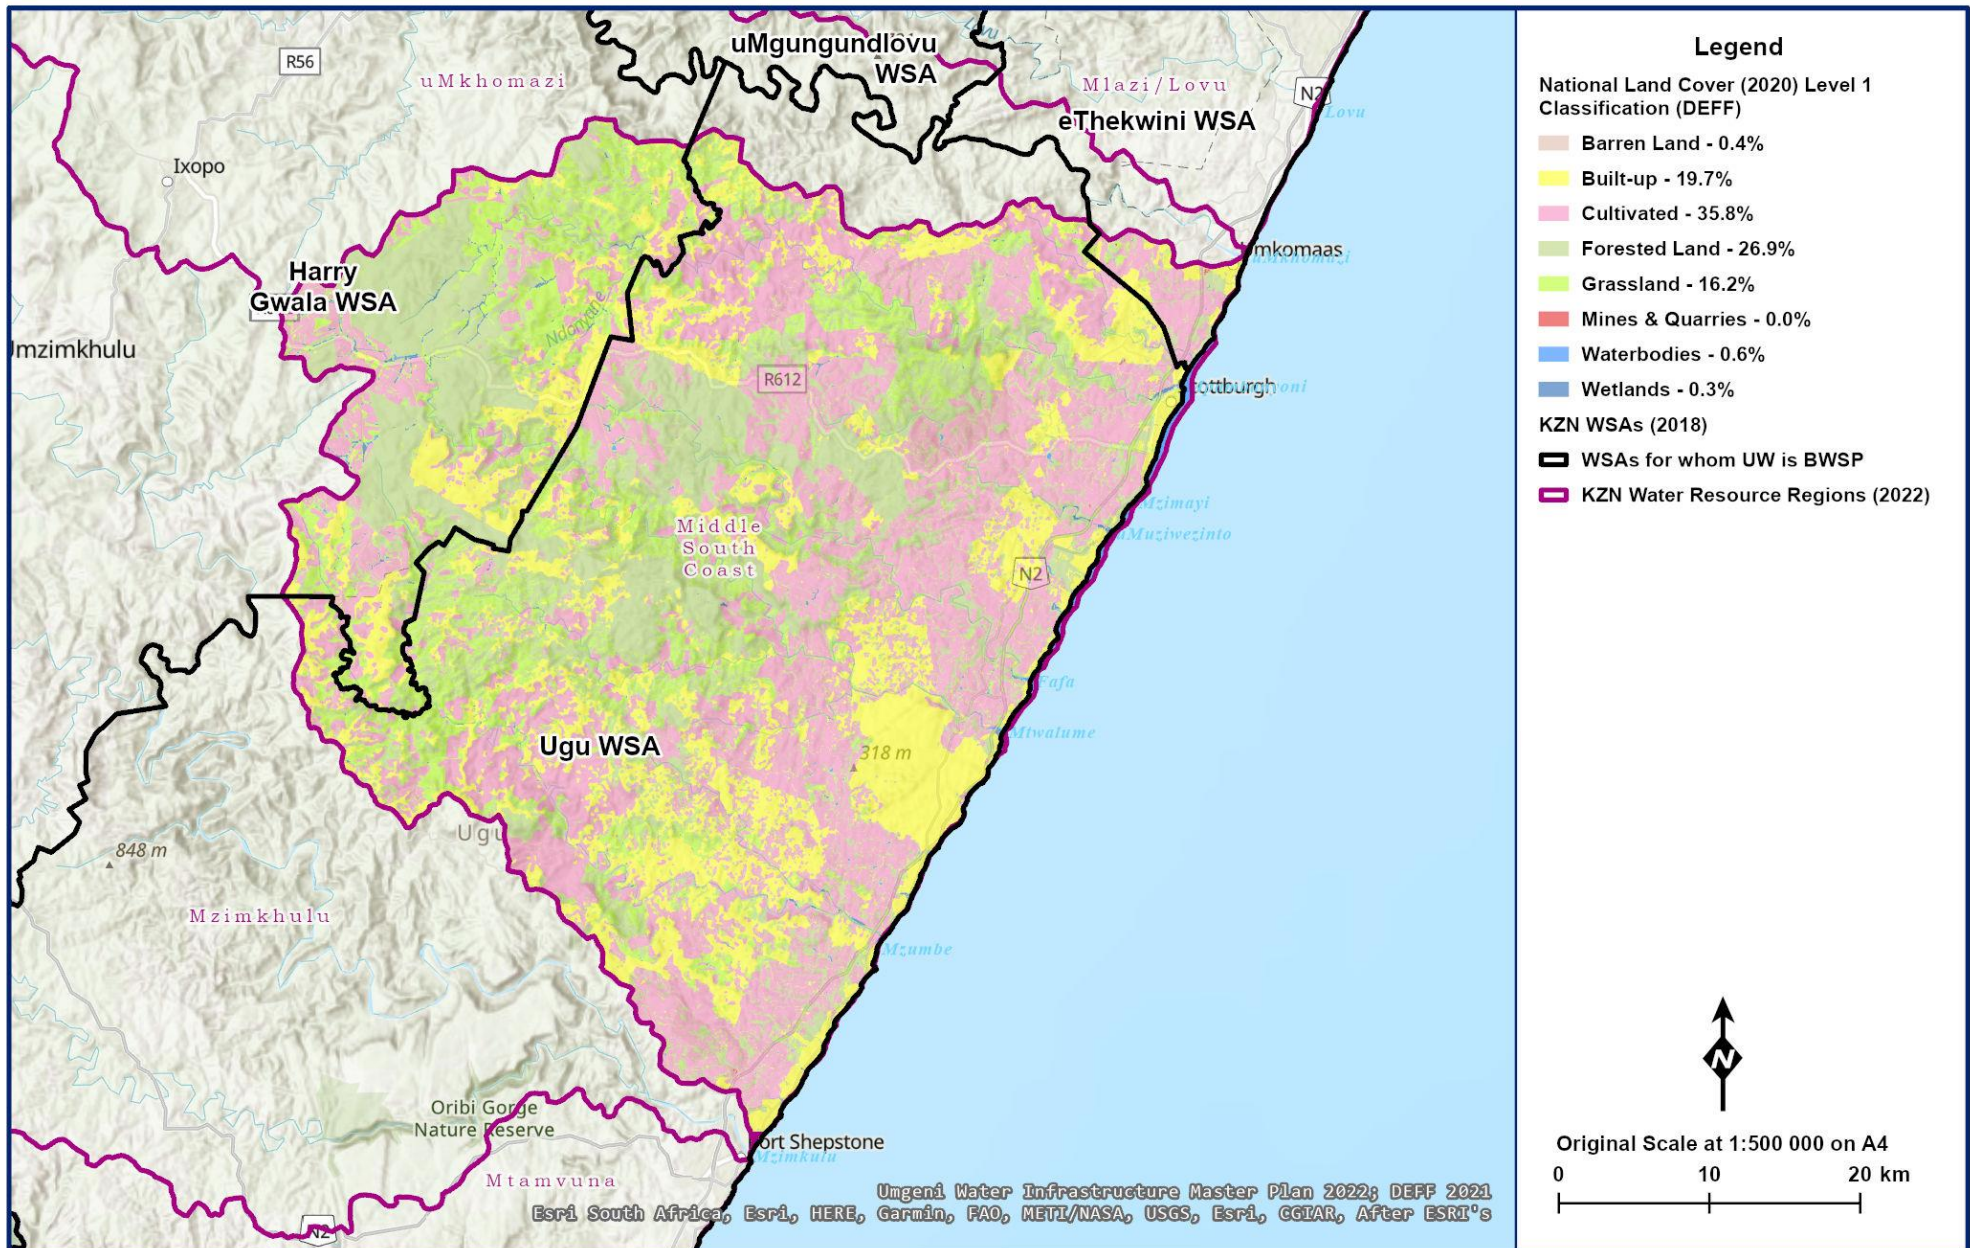 R56
uMgungundlovu
WSA
uMkhomazi
Mlazi/Lovu
N2
Lovu
eThekwini WSA
Ixopo
mkomaas
uMkhomazi
Harry
Gwala WSA
Ndonyane
Umzimkhulu
R612
ottburgh
Middle
South
Coast
Mzimayi
uMuziwezinto
N2
Fafa
Mtwalume
Ugu WSA
318 m
Ugu
848 m
Mzimkhulu
Mzumbe
Oribi Gorge
Nature Reserve
ort Shepstone
Mzimkulu
Mtamvuna
N2
Umgeni Water Infrastructure Master Plan 2022; DEFF 2021
Esri South Africa, Esri, HERE, Garmin, FAO, METI/NASA, USGS, Esri, CGIAR, After ESRI's
Legend
National Land Cover (2020) Level 1
Classification (DEFF)
Barren Land - 0.4%
Built-up - 19.7%
Cultivated - 35.8%
Forested Land - 26.9%
Grassland - 16.2%
Mines & Quarries - 0.0%
Waterbodies - 0.6%
Wetlands - 0.3%
KZN WSAs (2018)
WSAs for whom UW is BWSP
KZN Water Resource Regions (2022)
N
Original Scale at 1:500 000 on A4
0 10 20 km